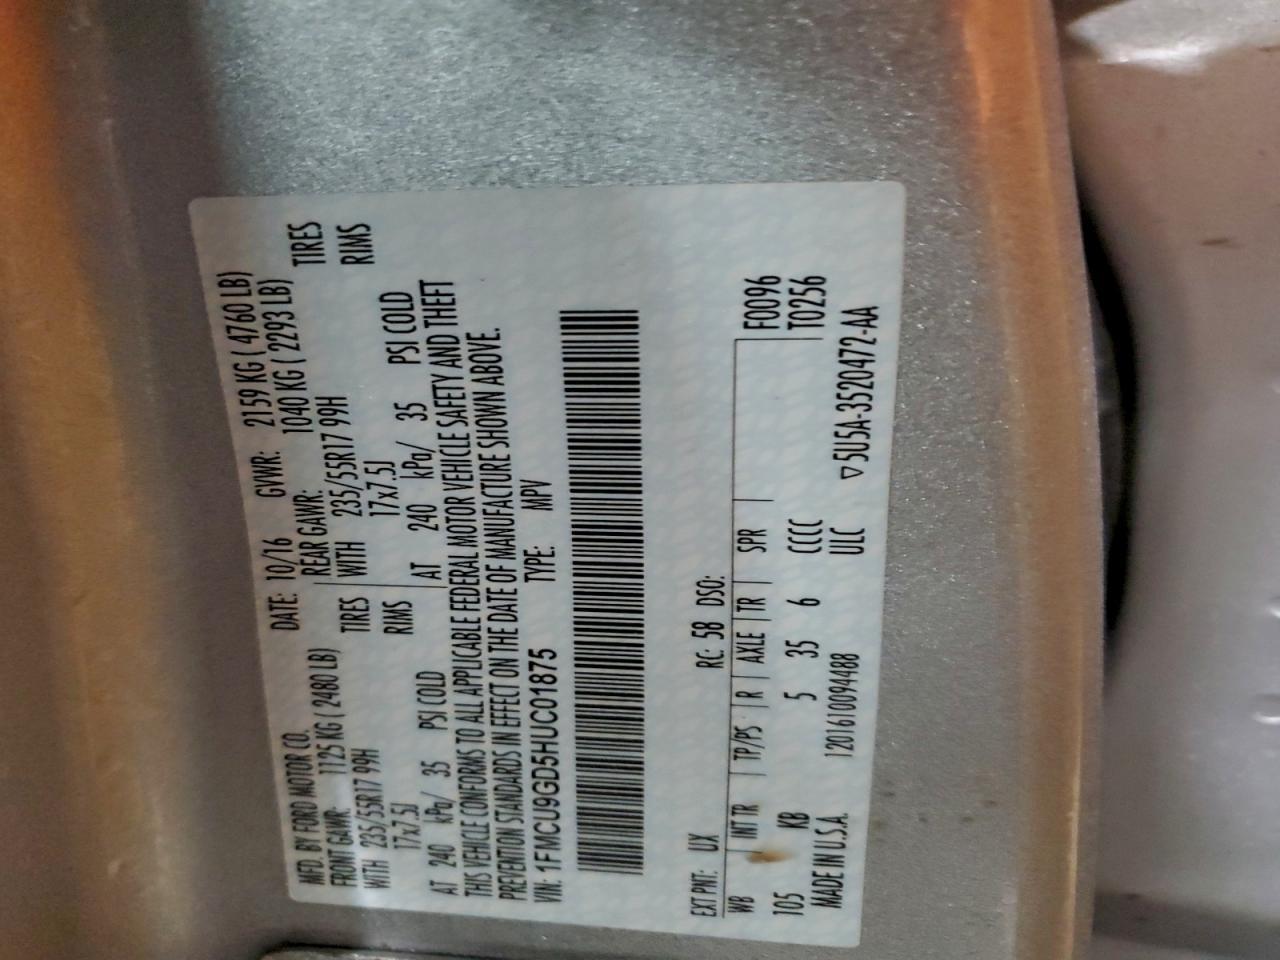 MFD. BY FORD MOTOR CO. DATE: 10/16 GVWR: 2159 KG ( 4760 LB)
FRONT GAWR: 1125 KG ( 2480 LB) REAR GAWR: 1040 KG ( 2293 LB)
WITH 235/55R17 99H TIRES WITH 235/55R17 99H TIRES
17x7.5J RIMS 17x7.5J RIMS
AT 240 kPa/ 35 PSI COLD AT 240 kPa/ 35 PSI COLD
THIS VEHICLE CONFORMS TO ALL APPLICABLE FEDERAL MOTOR VEHICLE SAFETY AND THEFT
PREVENTION STANDARDS IN EFFECT ON THE DATE OF MANUFACTURE SHOWN ABOVE.
VIN: 1FMCU9GD5HUC01875 TYPE: MPV
EXT PNT: UX RC: 58 DSO: F0096
WB INT TR TP/PS R AXLE TR SPR T0256
105 KB 5 35 6 CCCC
MADE IN U.S.A. 1201610094488 ULC ▽5U5A-3520472-AA